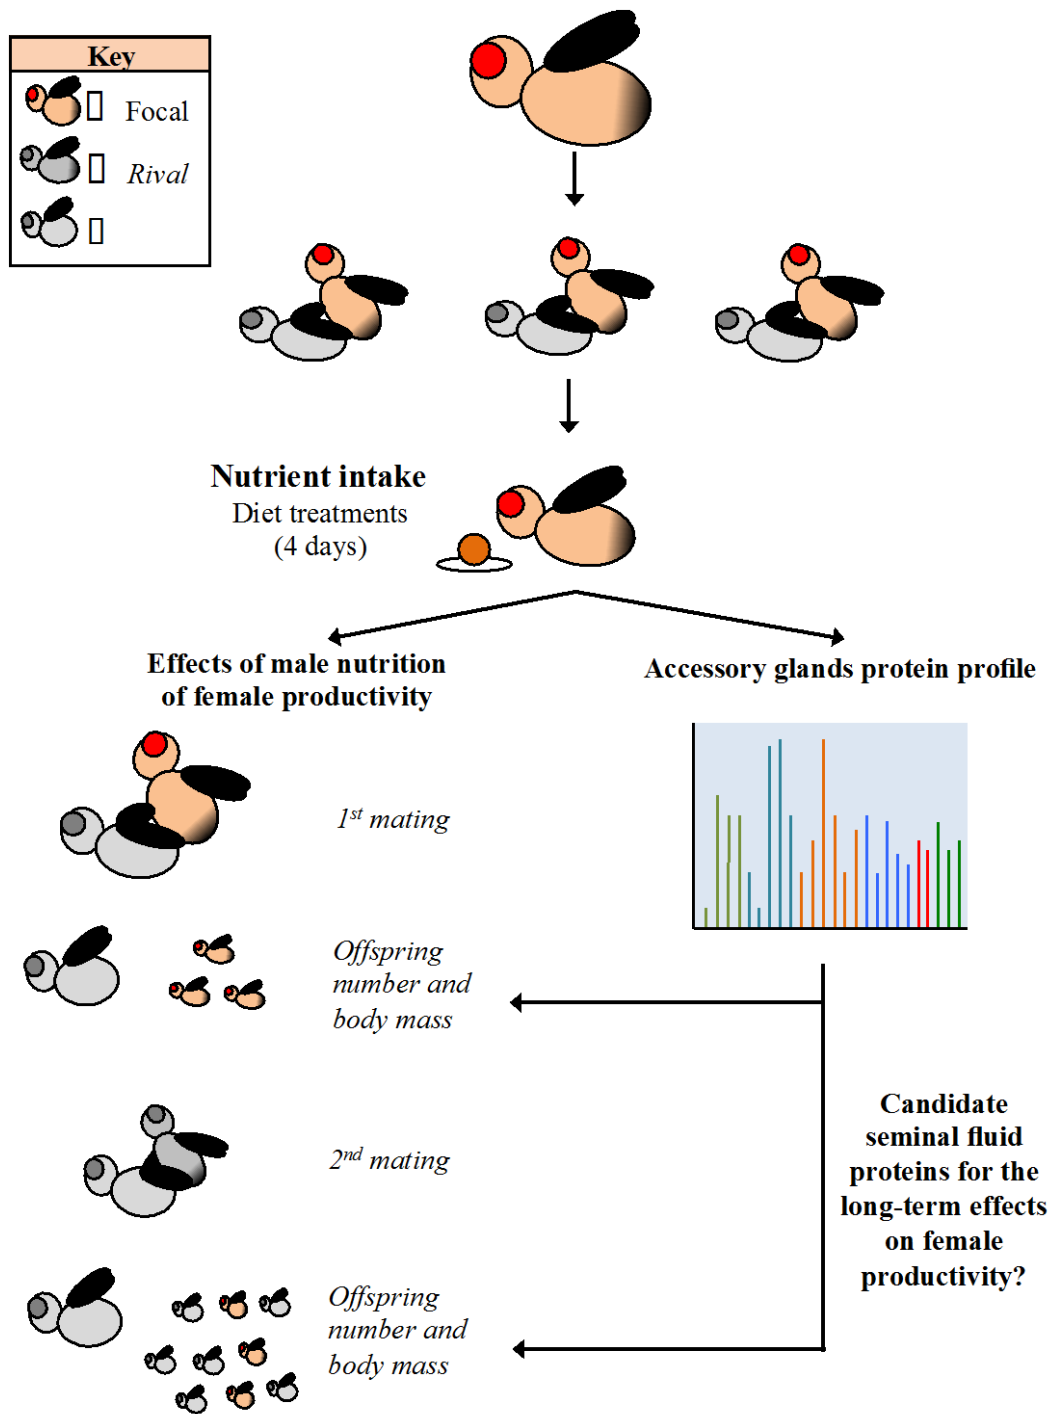 Key
▯ Focal
▯ Rival
▯
Nutrient intake
Diet treatments
(4 days)
Effects of male nutrition
of female productivity
Accessory glands protein profile
1st mating
Offspring
number and
body mass
2nd mating
Candidate
seminal fluid
proteins for the
long-term effects
on female
productivity?
Offspring
number and
body mass